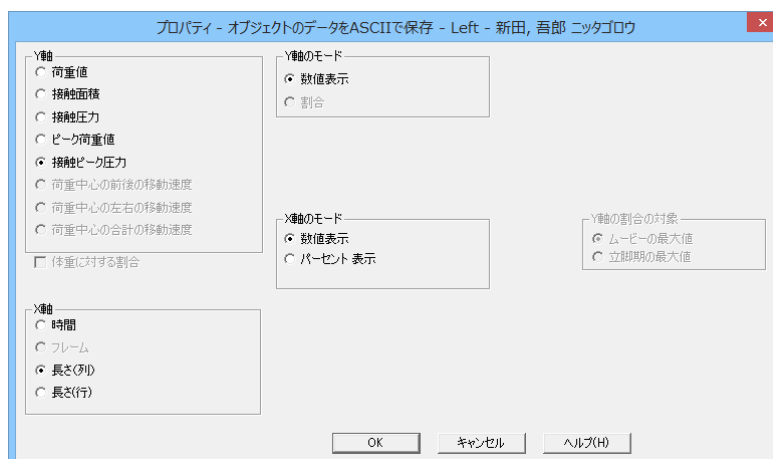 プロパティ - オブジェクトのデータをASCIIで保存 - Left - 新田, 吾郎 ニッタゴロウ
Y軸
荷重値
接触面積
接触圧力
ピーク荷重値
接触ピーク圧力
荷重中心の前後の移動速度
荷重中心の左右の移動速度
荷重中心の合計の移動速度
体重に対する割合
Y軸のモード
数値表示
割合
X軸のモード
数値表示
パーセント 表示
Y軸の割合の対象
ムービーの最大値
立脚期の最大値
X軸
時間
フレーム
長さ(列)
長さ(行)
OK
キャンセル
ヘルプ(H)